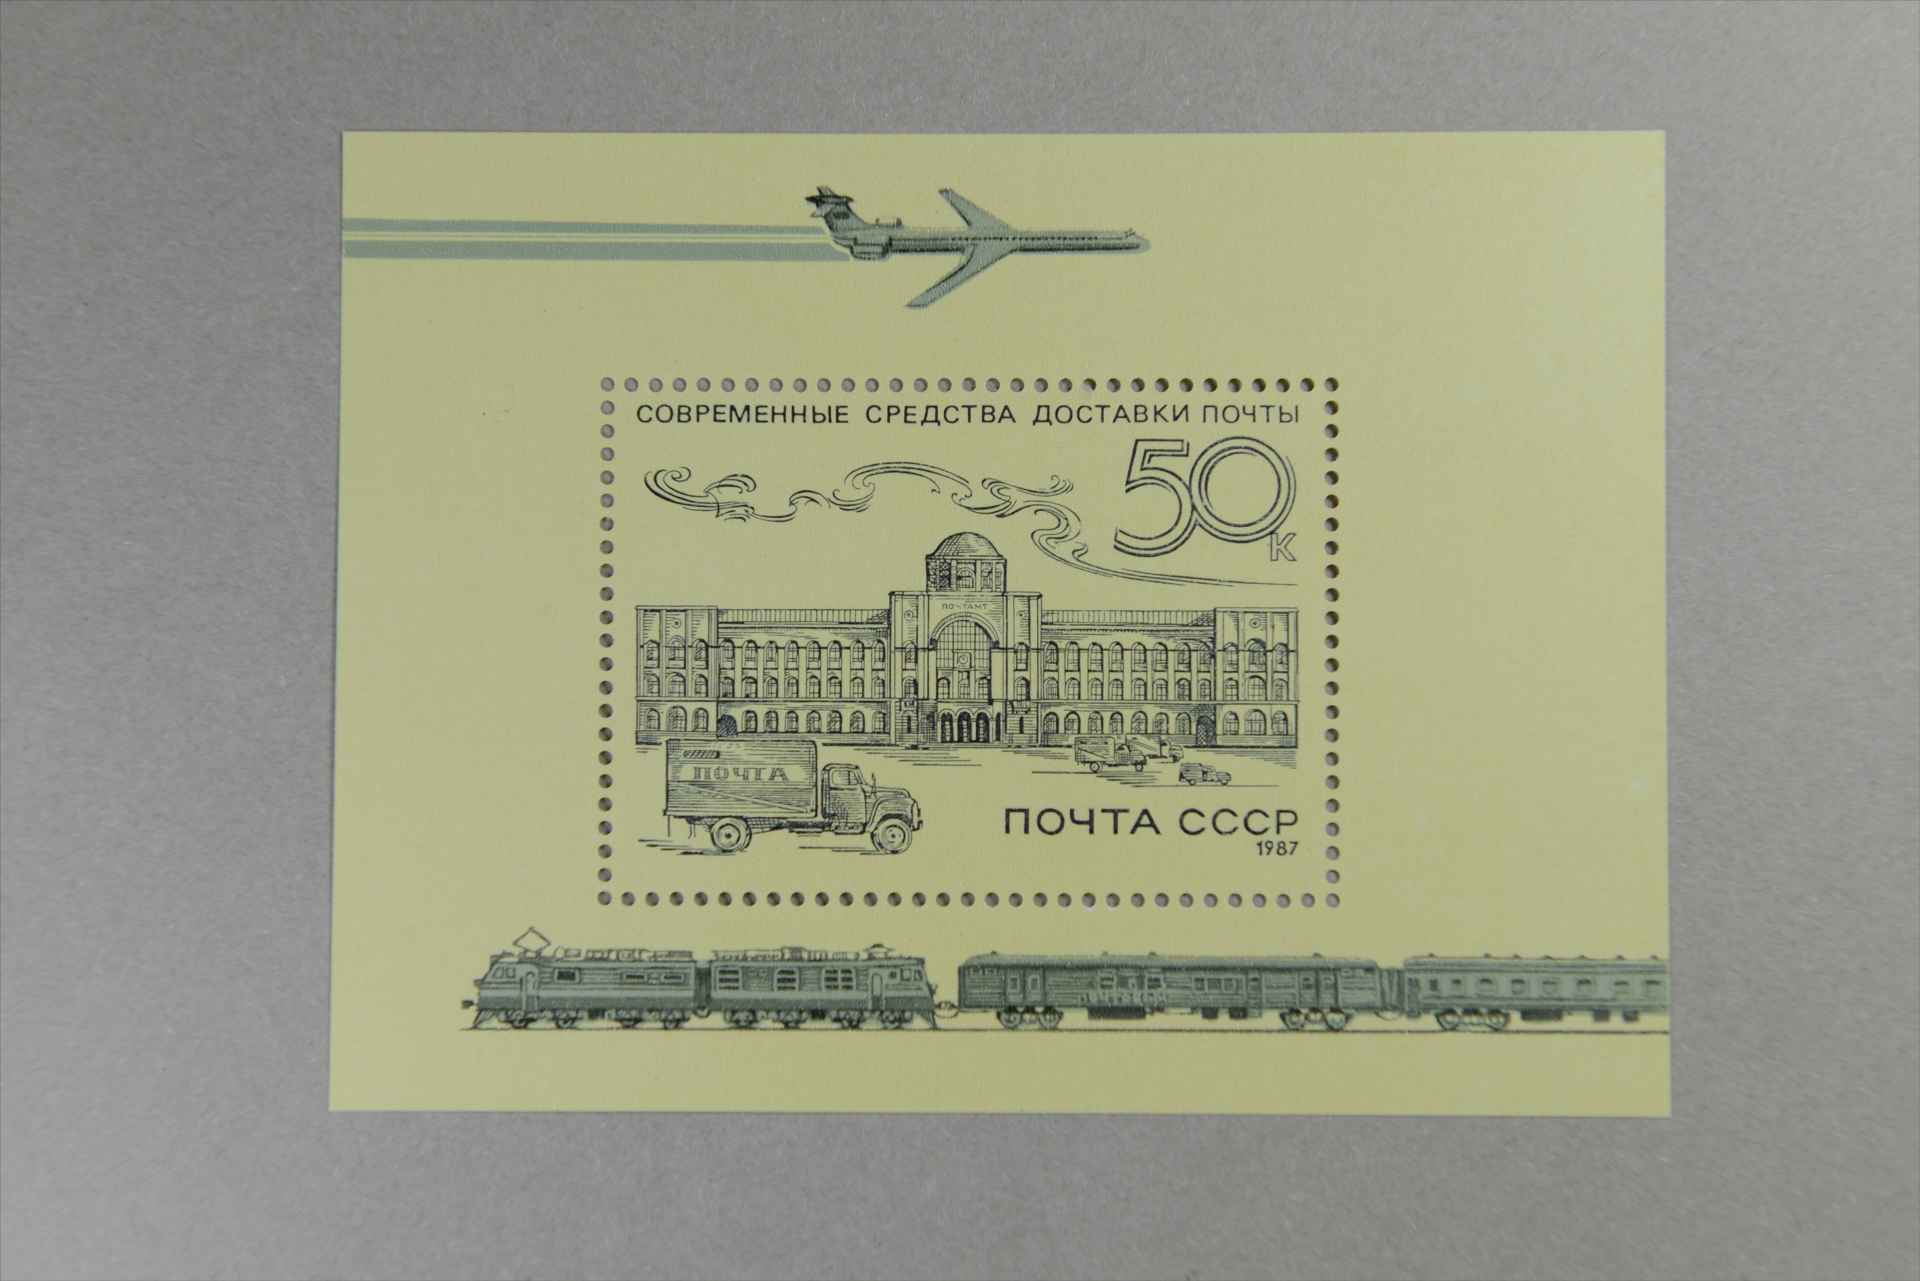 СОВРЕМЕННЫЕ СРЕДСТВА ДОСТАВКИ ПОЧТЫ
50
к
ПОЧТАМТ
ПОЧТА
ПОЧТА СССР
1987